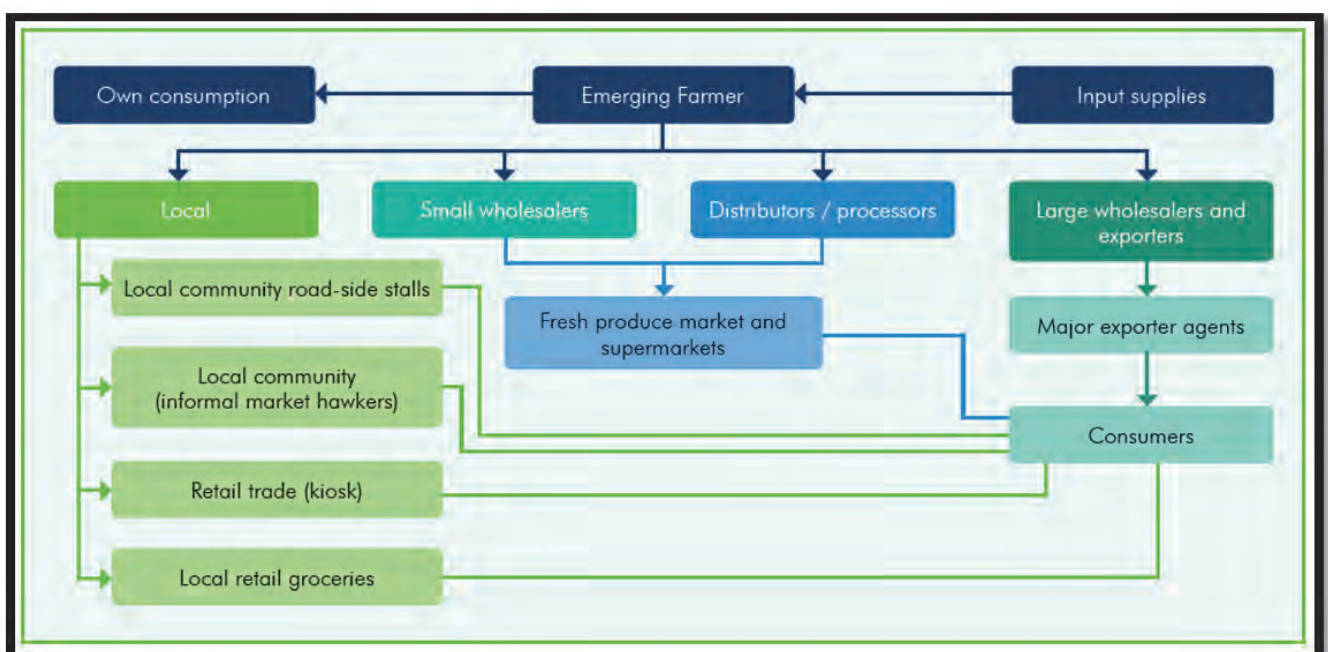 Own consumption
Emerging Farmer
Input supplies
Local
Small wholesalers
Distributors / processors
Large wholesalers and
exporters
Local community road-side stalls
Fresh produce market and
supermarkets
Major exporter agents
Local community
(informal market hawkers)
Consumers
Retail trade (kiosk)
Local retail groceries